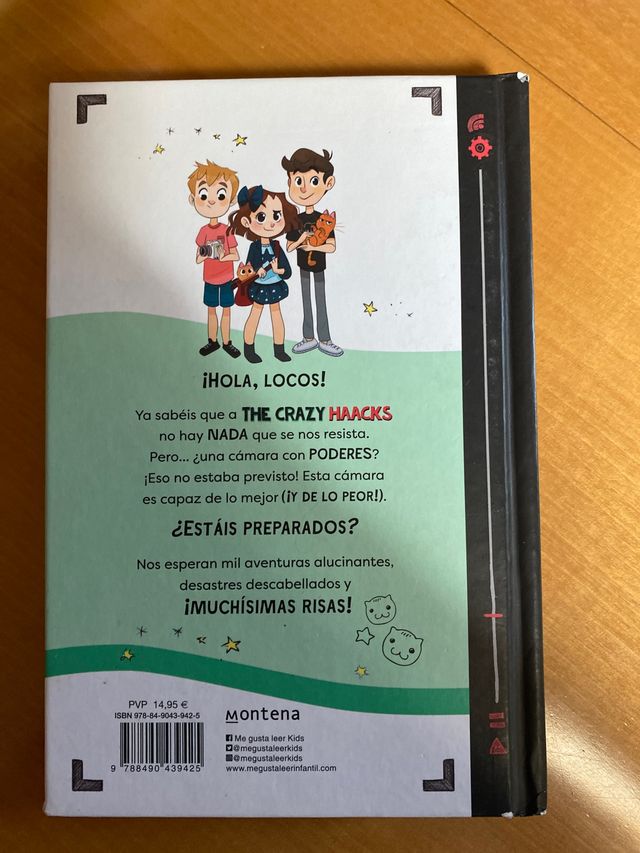 ¡HOLA, LOCOS!
Ya sabéis que a THE CRAZY HAACKS
no hay NADA que se nos resista.
Pero... ¿una cámara con PODERES?
¡Eso no estaba previsto! Esta cámara
es capaz de lo mejor (¡Y DE LO PEOR!).
¿ESTÁIS PREPARADOS?
Nos esperan mil aventuras alucinantes,
desastres descabellados y
¡MUCHÍSIMAS RISAS!
PVP 14,95 €
ISBN 978-84-9043-942-5
9 788490 439425
Montena
Me gusta leer Kids
@megustaleerkids
@megustaleerkids
www.megustaleerinfantil.com